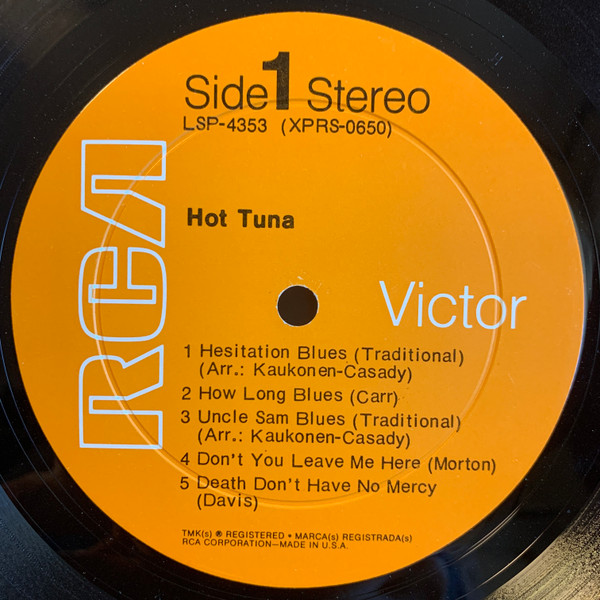 Side 1 Stereo
LSP-4353 (XPRS-0650)
RCA
Hot Tuna
Victor
1 Hesitation Blues (Traditional)
(Arr.: Kaukonen-Casady)
2 How Long Blues (Carr)
3 Uncle Sam Blues (Traditional)
(Arr.: Kaukonen-Casady)
4 Don't You Leave Me Here (Morton)
5 Death Don't Have No Mercy
(Davis)
TMK(s) ® REGISTERED • MARCA(s) REGISTRADA(s)
RCA CORPORATION—MADE IN U.S.A.